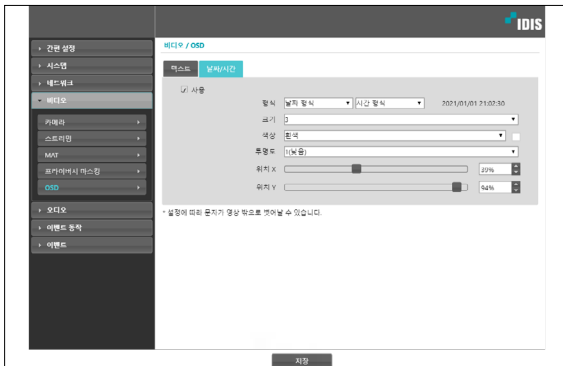 IDIS
간편 설정
시스템
네트워크
비디오
카메라
스트리밍
MAT
프라이버시 마스킹
OSD
오디오
이벤트 동작
이벤트
비디오 / OSD
텍스트 날짜/시간
사용
형식 날짜 형식 시간 형식 2021/01/01 21:02:30
크기 3
색상 흰색
투명도 1(낮음)
위치 X 39%
위치 Y 94%
* 설정에 따라 문자가 영상 밖으로 벗어날 수 있습니다.
저장